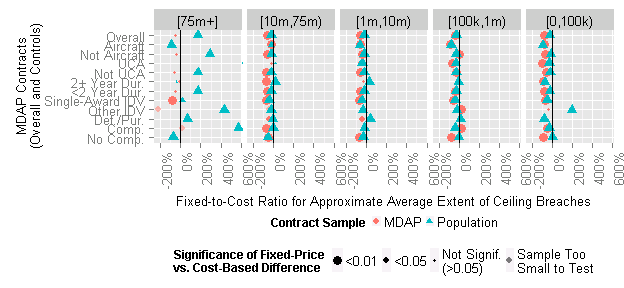 [75m+] [10m,75m) [1m,10m) [100k,1m) [0,100k)
MDAP Contracts
(Overall and Controls)
Overall
Aircraft
Not Aircraft
UCA
Not UCA
2+ Year Dur.
<2 Year Dur.
Single-Award IDV
Other IDV
Def./Pur.
Comp.
No Comp.
-200% 0% 200% 400% 600% -200% 0% 200% 400% 600% -200% 0% 200% 400% 600% -200% 0% 200% 400% 600% -200% 0% 200% 400% 600%
Fixed-to-Cost Ratio for Approximate Average Extent of Ceiling Breaches
Contract Sample MDAP Population
Significance of Fixed-Price
vs. Cost-Based Difference
<0.01
<0.05
Not Signif.
(>0.05)
Sample Too
Small to Test